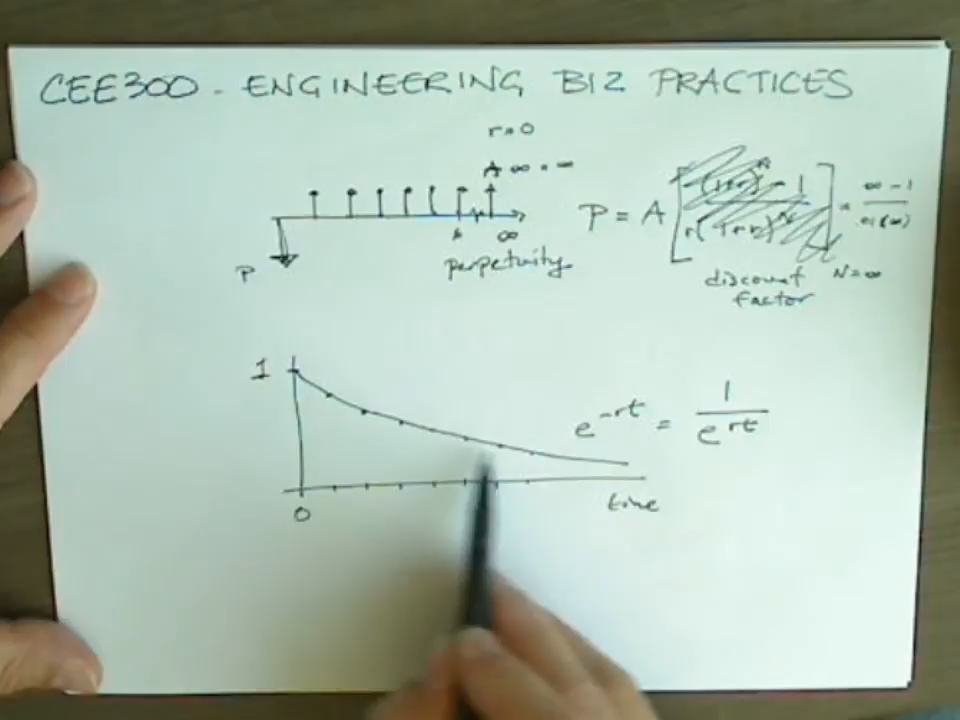 CEE300 - ENGINEERING BIZ PRACTICES
r = 0
A ∞ = ∞
P = A
∞ - 1
N = ∞
P
∞
perpetuity
discount
factor
1
e^-rt = 1 / e^rt
0 time